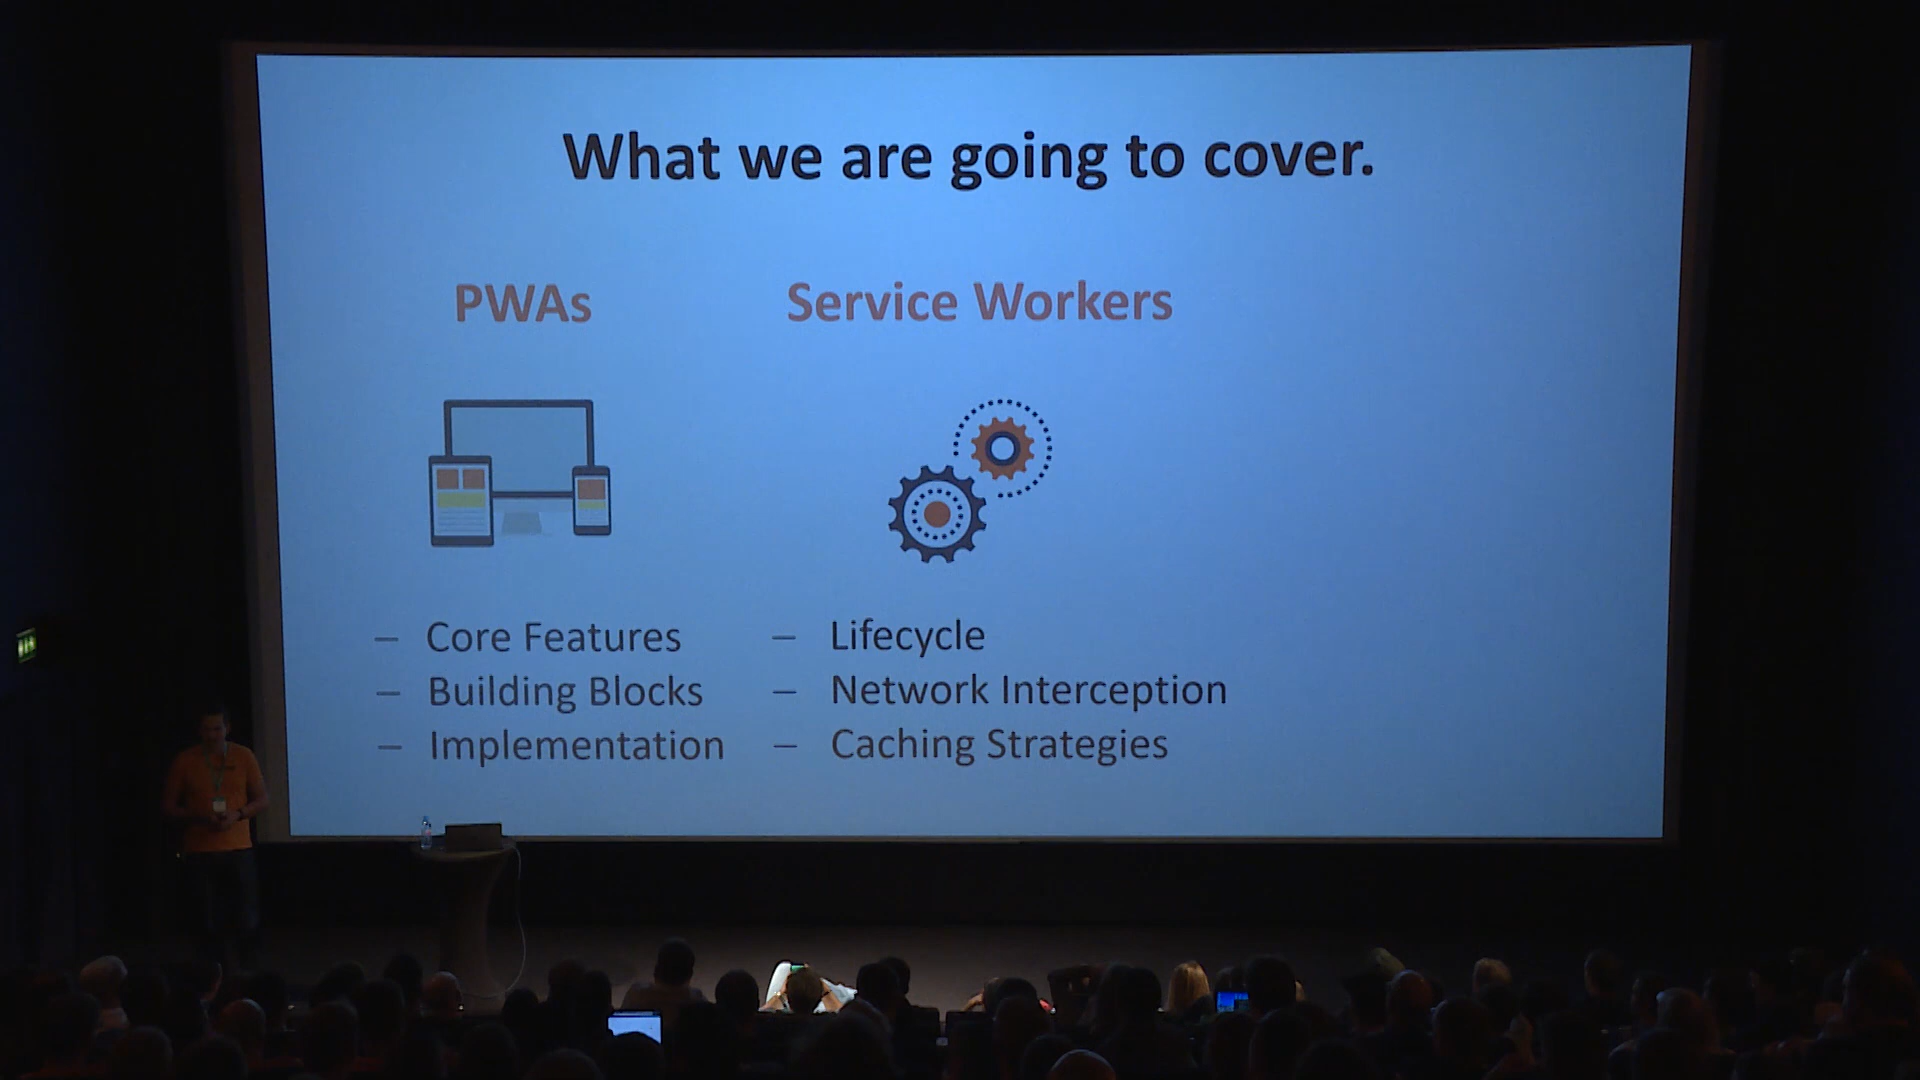 What we are going to cover.
PWAs
– Core Features
– Building Blocks
– Implementation
Service Workers
– Lifecycle
– Network Interception
– Caching Strategies